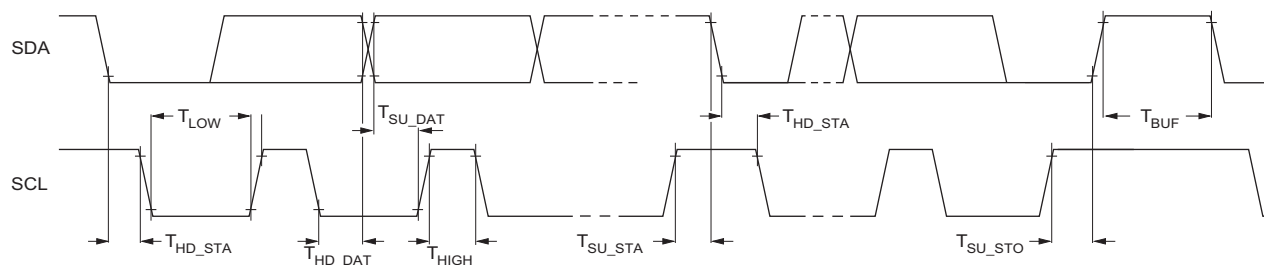 SDA
T_SU_DAT
T_LOW
T_HD_STA
T_BUF
SCL
T_HD_STA
T_HD_DAT
T_HIGH
T_SU_STA
T_SU_STO